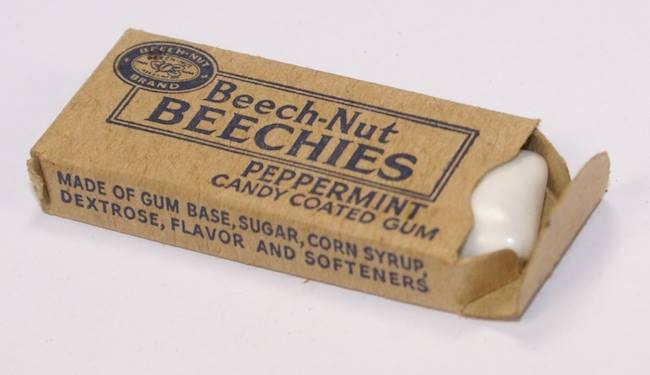 BEECH-NUT
BRAND
Beech-Nut
BEECHIES
PEPPERMINT
CANDY COATED GUM
MADE OF GUM BASE, SUGAR, CORN SYRUP,
DEXTROSE, FLAVOR AND SOFTENERS